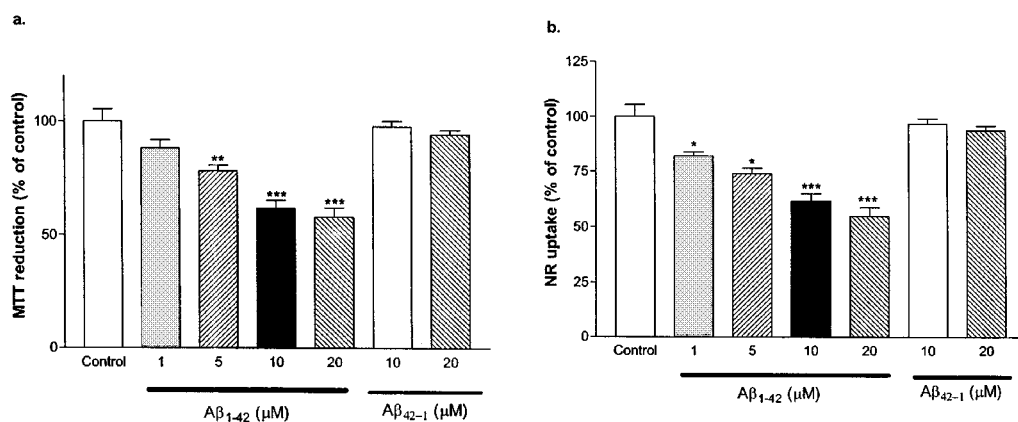 a.
MTT reduction (% of control)
100
50
0
**
***
***
Control 1 5 10 20 10 20
Aβ1-42 (μM) Aβ42-1 (μM)
b.
NR uptake (% of control)
125
100
75
50
25
0
*
*
***
***
Control 1 5 10 20 10 20
Aβ1-42 (μM) Aβ42-1 (μM)